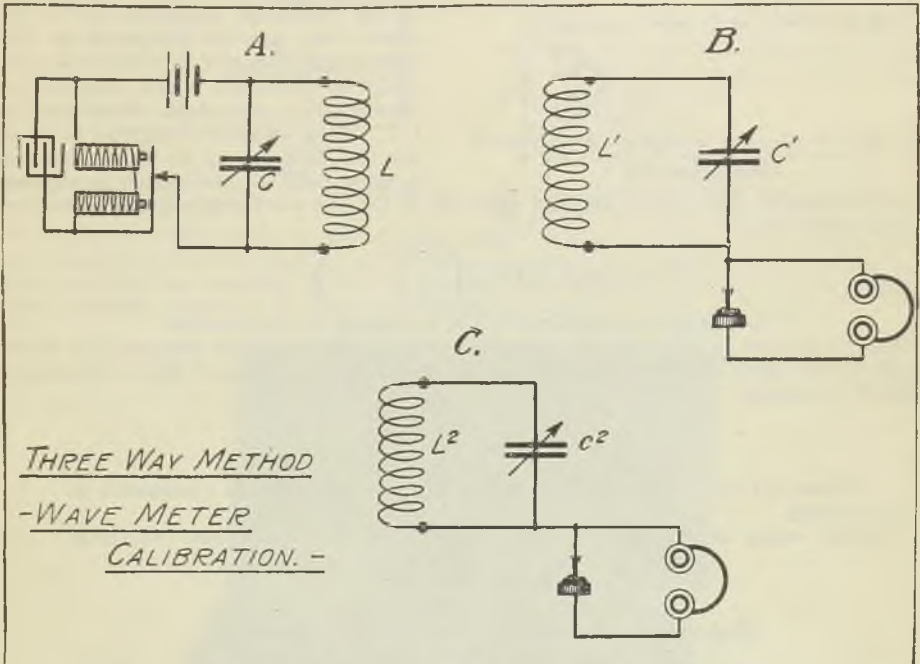 A.
B.
C
L
L'
C'
C.
L²
C²
THREE WAY METHOD
-WAVE METER
CALIBRATION.-